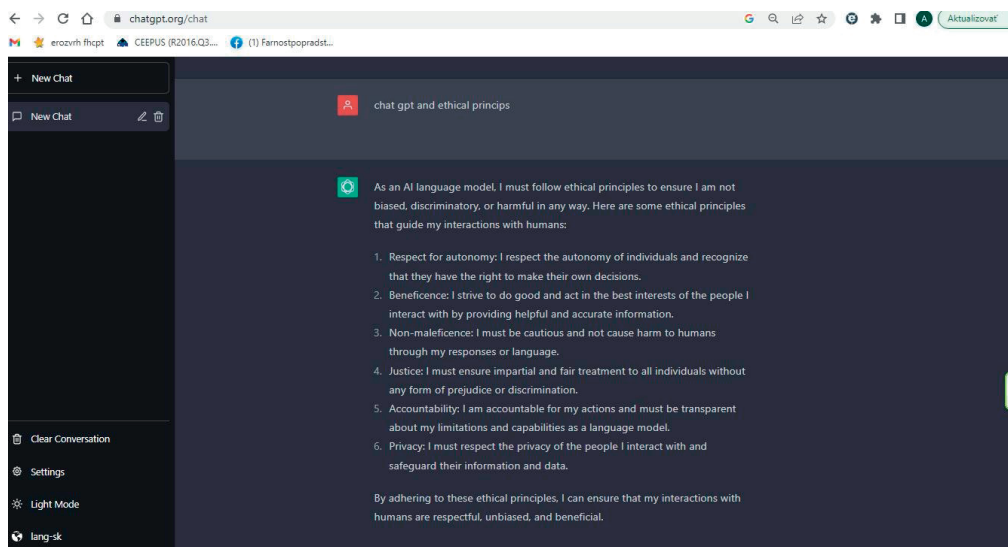 chatgpt.org/chat
Aktualizovať
erozvrh fhcpt
CEEPUS (R2016.Q3....
(1) Farnostpopradst...
+ New Chat
New Chat
chat gpt and ethical princips
As an AI language model, I must follow ethical principles to ensure I am not
biased, discriminatory, or harmful in any way. Here are some ethical principles
that guide my interactions with humans:
1. Respect for autonomy: I respect the autonomy of individuals and recognize
that they have the right to make their own decisions.
2. Beneficence: I strive to do good and act in the best interests of the people I
interact with by providing helpful and accurate information.
3. Non-maleficence: I must be cautious and not cause harm to humans
through my responses or language.
4. Justice: I must ensure impartial and fair treatment to all individuals without
any form of prejudice or discrimination.
5. Accountability: I am accountable for my actions and must be transparent
about my limitations and capabilities as a language model.
6. Privacy: I must respect the privacy of the people I interact with and
safeguard their information and data.
By adhering to these ethical principles, I can ensure that my interactions with
humans are respectful, unbiased, and beneficial.
Clear Conversation
Settings
Light Mode
lang-sk